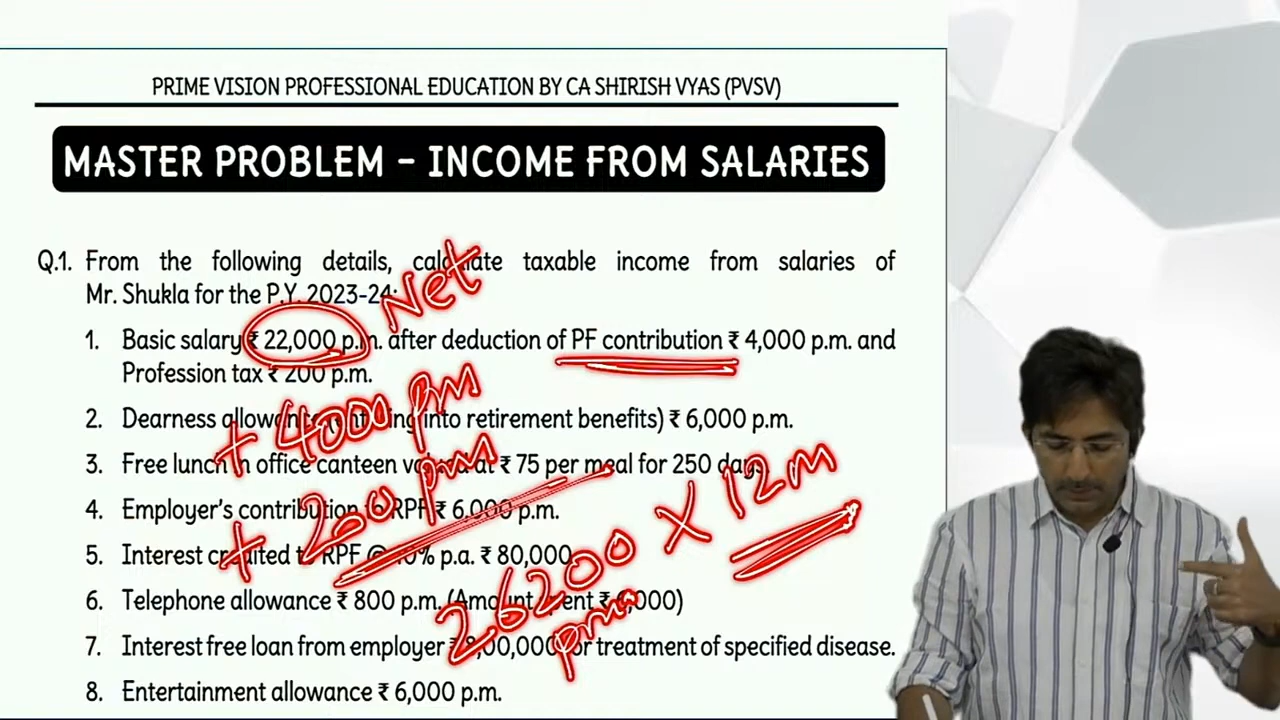 PRIME VISION PROFESSIONAL EDUCATION BY CA SHIRISH VYAS (PVSV)
MASTER PROBLEM - INCOME FROM SALARIES
Q.1. From the following details, calculate taxable income from salaries of
Mr. Shukla for the P.Y. 2023-24:
Net
1. Basic salary ₹ 22,000 p.m. after deduction of PF contribution ₹ 4,000 p.m. and
Profession tax ₹ 200 p.m.
+ 4000 pm
2. Dearness allowance into retirement benefits) ₹ 6,000 p.m.
3. Free lunch in office canteen valued at ₹ 75 per meal for 250 days
+ 200 pm
4. Employer's contribution to RPF ₹ 6,000 p.m.
26200 pm X 12m
5. Interest credited to RPF @ 10% p.a. ₹ 80,000
6. Telephone allowance ₹ 800 p.m. (Amount spent ₹ ,000)
7. Interest free loan from employer ,00,000 for treatment of specified disease.
8. Entertainment allowance ₹ 6,000 p.m.